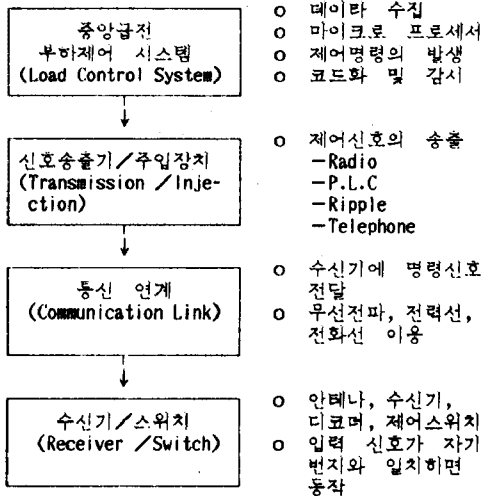 중앙급전
부하제어 시스템
(Load Control System)
o 데이타 수집
o 마이크로 프로세서
o 제어명령의 발생
o 코드화 및 감시
신호송출기/주입장치
(Transmission /Inje-
ction)
o 제어신호의 송출
-Radio
-P.L.C
-Ripple
-Telephone
통신 연계
(Communication Link)
o 수신기에 명령신호
전달
o 무선전파, 전력선,
전화선 이용
수신기/스위치
(Receiver /Switch)
o 안테나, 수신기,
디코더, 제어스위치
o 입력 신호가 자기
번지와 일치히면
동작